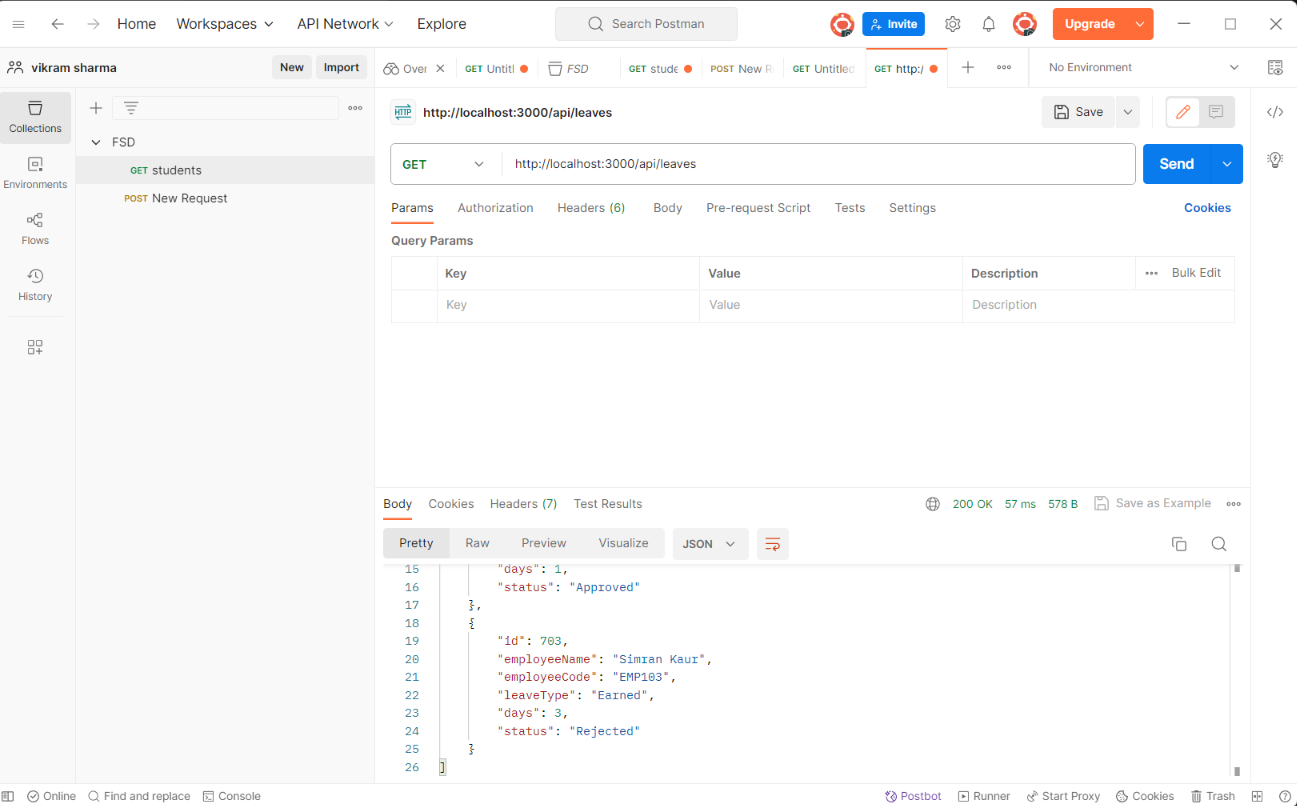 Home Workspaces API Network Explore Search Postman Invite Upgrade
vikram sharma New Import Over GET Untitl FSD GET stude POST New R GET Untitled GET http:/ No Environment
Collections
Environments
Flows
History
FSD
GET students
POST New Request
HTTP http://localhost:3000/api/leaves Save
GET http://localhost:3000/api/leaves Send
Params Authorization Headers (6) Body Pre-request Script Tests Settings Cookies
Query Params
Key Value Description Bulk Edit
Key Value Description
Body Cookies Headers (7) Test Results 200 OK 57 ms 578 B Save as Example
Pretty Raw Preview Visualize JSON
15 "days": 1,
16 "status": "Approved"
17 },
18 {
19 "id": 703,
20 "employeeName": "Simran Kaur",
21 "employeeCode": "EMP103",
22 "leaveType": "Earned",
23 "days": 3,
24 "status": "Rejected"
25 }
26 ]
Online Find and replace Console Postbot Runner Start Proxy Cookies Trash